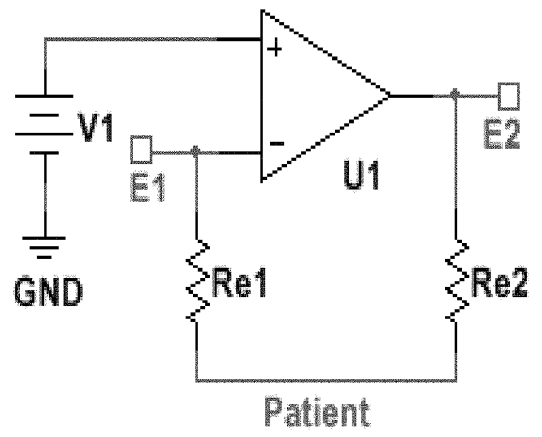 +
V1
E1
-
E2
U1
GND
Re1
Re2
Patient